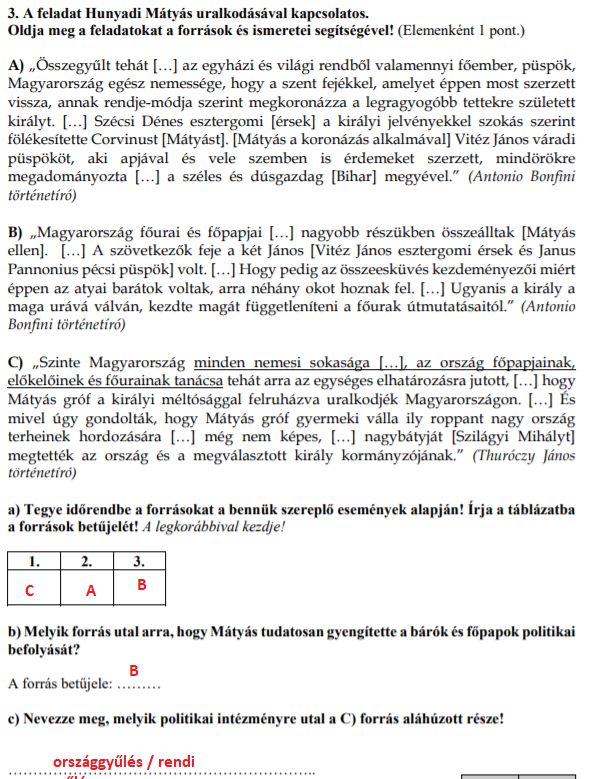 3. A feladat Hunyadi Mátyás uralkodásával kapcsolatos.
Oldja meg a feladatokat a források és ismeretei segítségével! (Elemenként 1 pont.)
A) „Összegyűlt tehát […] az egyházi és világi rendből valamennyi főember, püspök,
Magyarország egész nemessége, hogy a szent fejékkel, amelyet éppen most szerzett
vissza, annak rendje-módja szerint megkoronázza a legragyogóbb tettekre született
királyt. […] Szécsi Dénes esztergomi [érsek] a királyi jelvényekkel szokás szerint
fölékesítette Corvinust [Mátyást]. [Mátyás a koronázás alkalmával] Vitéz János váradi
püspököt, aki apjával és vele szemben is érdemeket szerzett, mindörökre
megadományozta […] a széles és dúsgazdag [Bihar] megyével.” (Antonio Bonfini
történetíró)
B) „Magyarország főurai és főpapjai […] nagyobb részükben összeálltak [Mátyás
ellen]. […] A szövetkezők feje a két János [Vitéz János esztergomi érsek és Janus
Pannonius pécsi püspök] volt. […] Hogy pedig az összeesküvés kezdeményezői miért
éppen az atyai barátok voltak, arra néhány okot hoznak fel. […] Ugyanis a király a
maga urává válván, kezdte magát függetleníteni a főurak útmutatásaitól.” (Antonio
Bonfini történetíró)
C) „Szinte Magyarország minden nemesi sokasága […], az ország főpapjainak,
előkelőinek és főurainak tanácsa tehát arra az egységes elhatározásra jutott, […] hogy
Mátyás gróf a királyi méltósággal felruházva uralkodjék Magyarországon. […] És
mivel úgy gondolták, hogy Mátyás gróf gyermeki válla ily roppant nagy ország
terheinek hordozására […] még nem képes, […] nagybátyját [Szilágyi Mihályt]
megtették az ország és a megválasztott király kormányzójának.” (Thuróczy János
történetíró)
a) Tegye időrendbe a forrásokat a bennük szereplő események alapján! Írja a táblázatba
a források betűjelét! A legkorábbival kezdje!
1. 2. 3.
C A B
b) Melyik forrás utal arra, hogy Mátyás tudatosan gyengítette a bárók és főpapok politikai
befolyását?
B
A forrás betűjele: ………
c) Nevezze meg, melyik politikai intézményre utal a C) forrás aláhúzott része!
országgyűlés / rendi